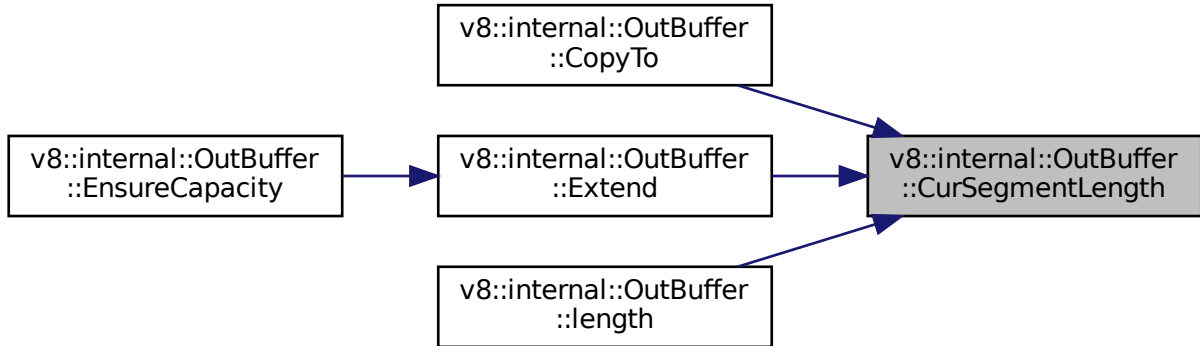 v8::internal::OutBuffer
::CopyTo
v8::internal::OutBuffer
::EnsureCapacity
v8::internal::OutBuffer
::Extend
v8::internal::OutBuffer
::CurSegmentLength
v8::internal::OutBuffer
::length